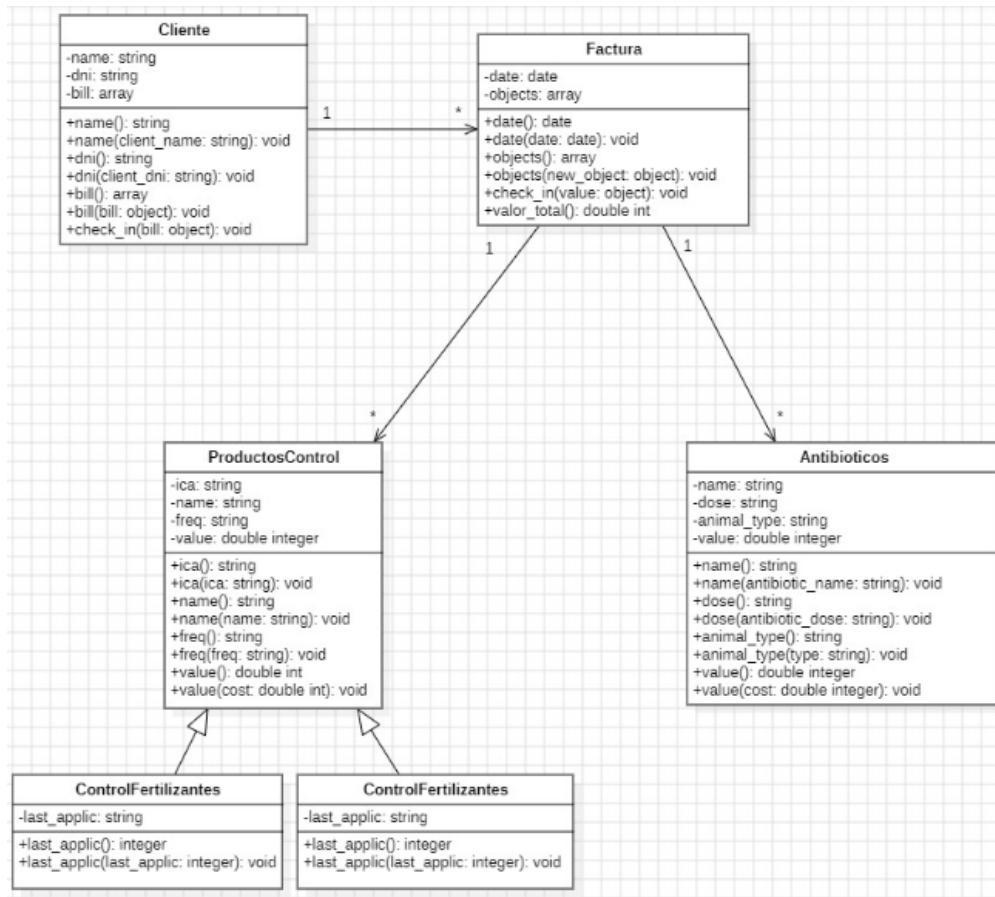 Cliente
-name: string
-dni: string
-bill: array
+name(): string
+name(client_name: string): void
+dni(): string
+dni(client_dni: string): void
+bill(): array
+bill(bill: object): void
+check_in(bill: object): void
1
*
Factura
-date: date
-objects: array
+date(): date
+date(date: date): void
+objects(): array
+objects(new_object: object): void
+check_in(value: object): void
+valor_total(): double int
1
1
*
*
ProductosControl
-ica: string
-name: string
-freq: string
-value: double integer
+ica(): string
+ica(ica: string): void
+name(): string
+name(name: string): void
+freq(): string
+freq(freq: string): void
+value(): double int
+value(cost: double int): void
Antibioticos
-name: string
-dose: string
-animal_type: string
-value: double integer
+name(): string
+name(antibiotic_name: string): void
+dose(): string
+dose(antibiotic_dose: string): void
+animal_type(): string
+animal_type(type: string): void
+value(): double integer
+value(cost: double integer): void
ControlFertilizantes
-last_applic: string
+last_applic(): integer
+last_applic(last_applic: integer): void
ControlFertilizantes
-last_applic: string
+last_applic(): integer
+last_applic(last_applic: integer): void